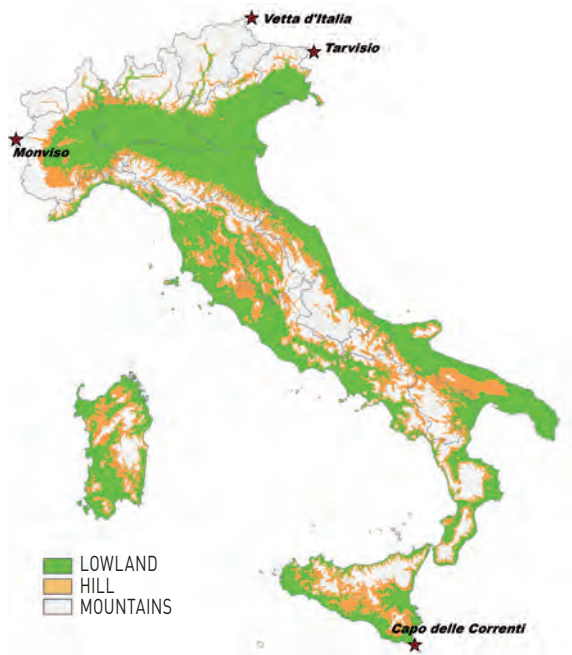 Vetta d'Italia
Tarvisio
Monviso
LOWLAND
HILL
MOUNTAINS
Capo delle Correnti